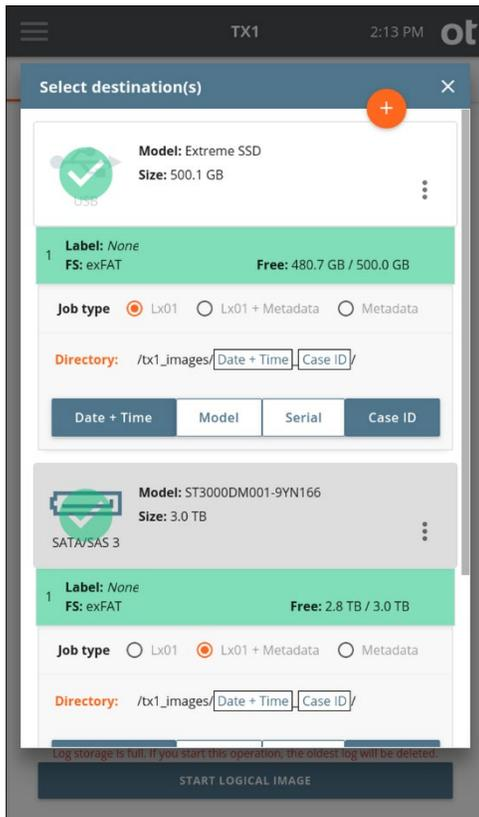 TX1
2:13 PM
ot
Select destination(s)
×
+
Model: Extreme SSD
Size: 500.1 GB
USB
1
Label: None
FS: exFAT
Free: 480.7 GB / 500.0 GB
Job type Lx01 Lx01 + Metadata Metadata
Directory: /tx1_images/Date + Time_Case ID/
Date + Time Model Serial Case ID
Model: ST3000DM001-9YN166
Size: 3.0 TB
SATA/SAS 3
1
Label: None
FS: exFAT
Free: 2.8 TB / 3.0 TB
Job type Lx01 Lx01 + Metadata Metadata
Directory: /tx1_images/Date + Time_Case ID/
Log storage is full. If you start this operation, the oldest log will be deleted.
START LOGICAL IMAGE